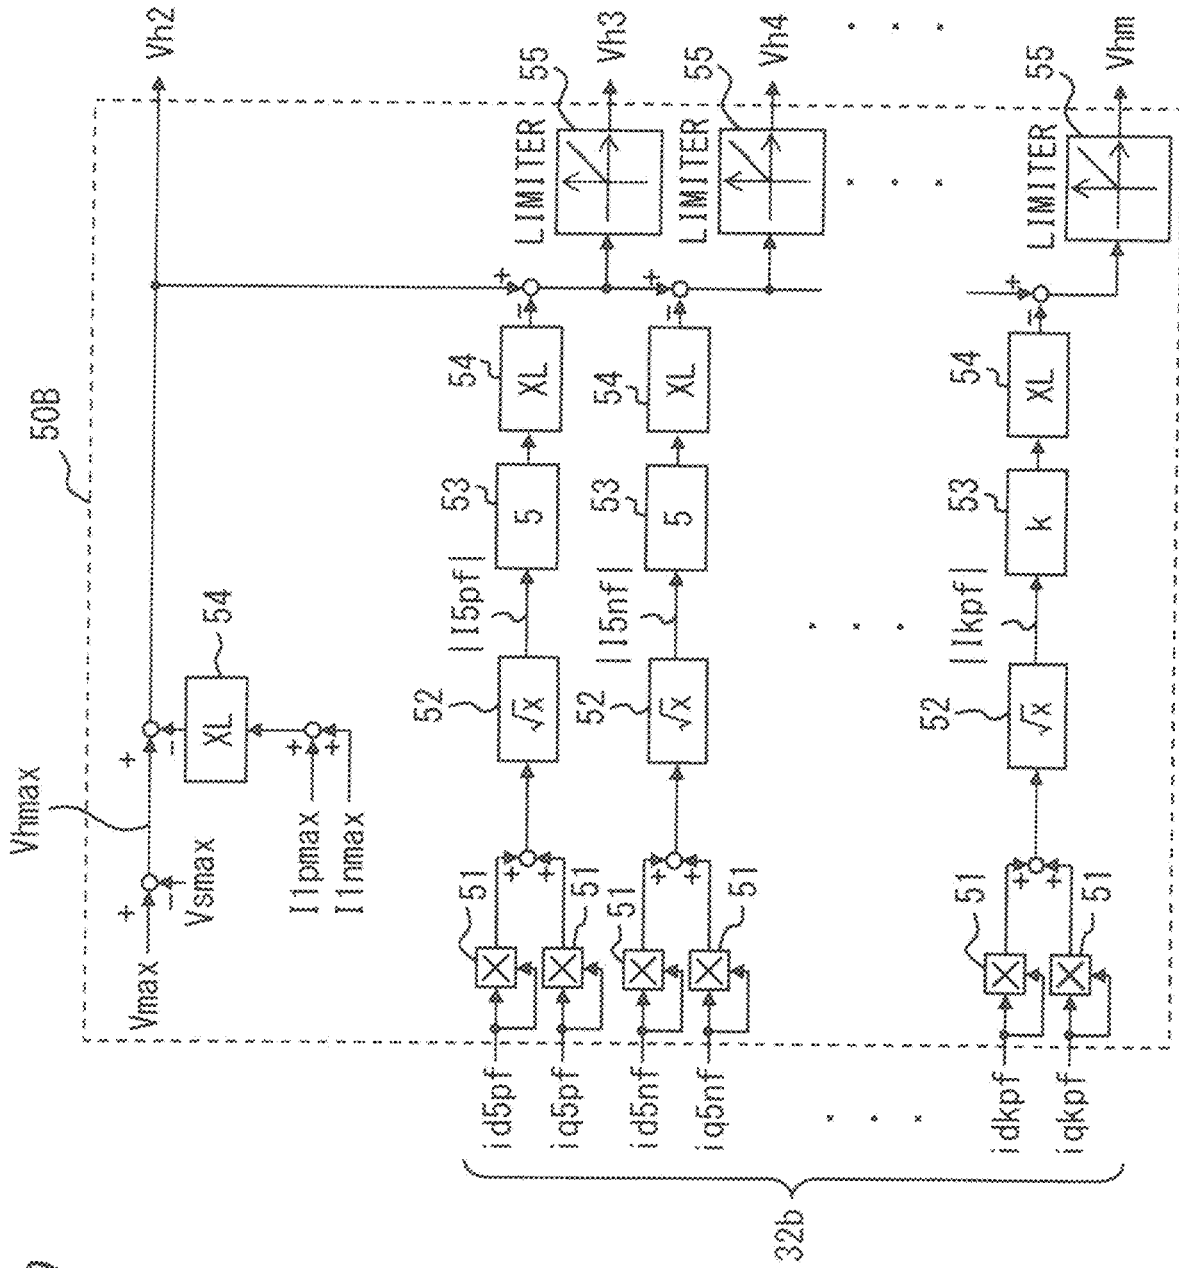 50B
Vhmax
Vmax
+
−
Vsmax
+
−
XL
54
I1pmax
I1nmax
+
+
Vh2
id5pf
51
iq5pf
51
+
+
52
√x
|I5pf|
53
5
54
XL
−
+
LIMITER
55
Vh3
id5nf
51
iq5nf
51
+
+
52
√x
|I5nf|
53
5
54
XL
−
+
LIMITER
55
Vh4
idkpf
51
iqkpf
51
+
+
52
√x
|Ikpf|
53
k
54
XL
−
+
LIMITER
55
Vhm
32b